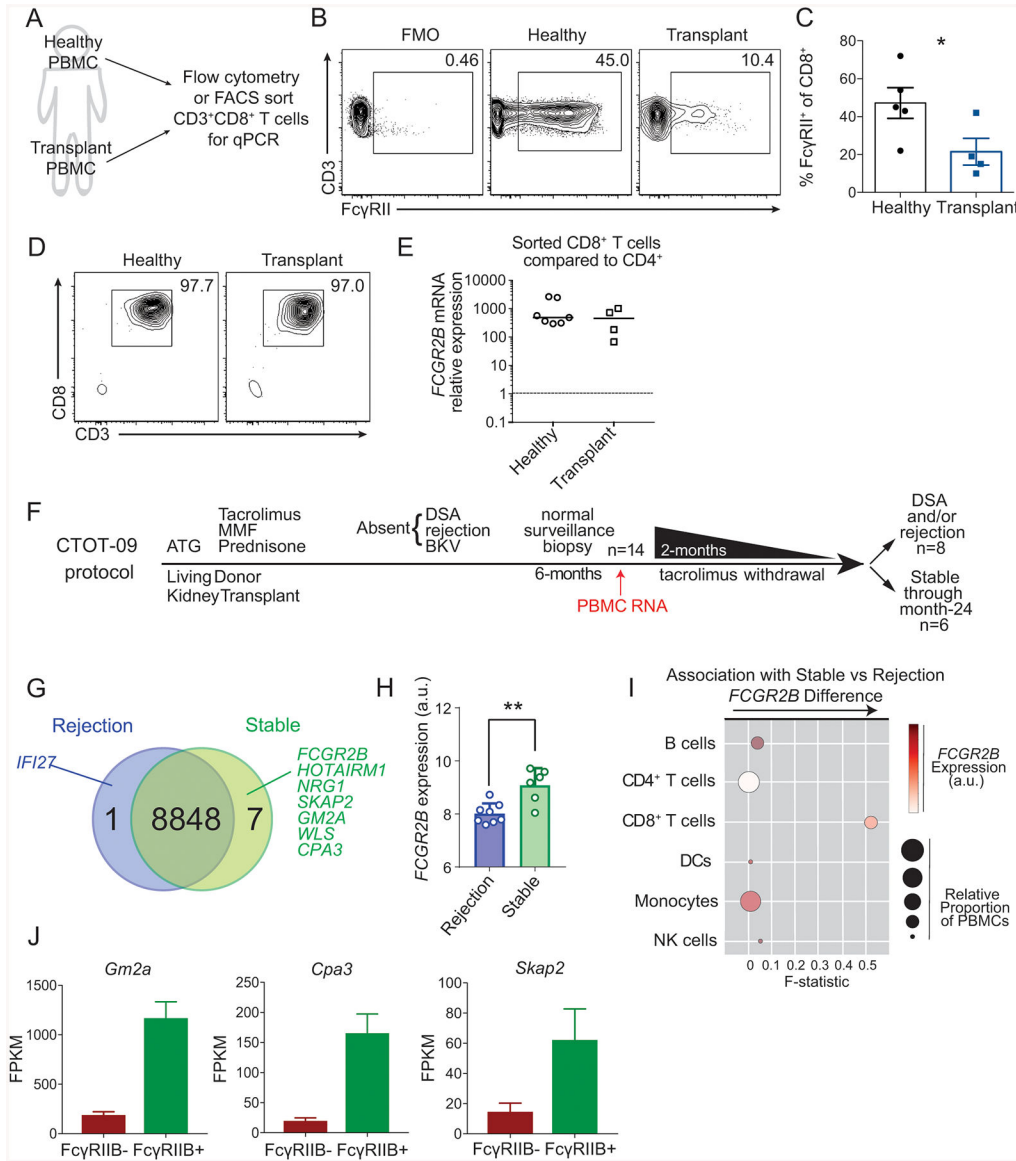 A
Healthy
PBMC
Transplant
PBMC
Flow cytometry
or FACS sort
CD3⁺CD8⁺ T cells
for qPCR
B
FMO
Healthy
Transplant
0.46
45.0
10.4
CD3
FcγRII
C
% FcγRII⁺ of CD8⁺
80
60
40
20
0
*
Healthy
Transplant
D
Healthy
Transplant
97.7
97.0
CD8
CD3
E
Sorted CD8⁺ T cells
compared to CD4⁺
FCGR2B mRNA
relative expression
10000
1000
100
10
1
0.1
Healthy
Transplant
F
CTOT-09
protocol
ATG
Tacrolimus
MMF
Prednisone
Living Donor
Kidney Transplant
Absent {
DSA
rejection
BKV
normal
surveillance
biopsy
6-months
n=14
PBMC RNA
2-months
tacrolimus withdrawal
DSA
and/or
rejection
n=8
Stable
through
month-24
n=6
G
Rejection
Stable
IFI27
1
8848
7
FCGR2B
HOTAIRM1
NRG1
SKAP2
GM2A
WLS
CPA3
H
FCGR2B expression (a.u.)
12
10
8
6
**
Rejection
Stable
I
Association with Stable vs Rejection
FCGR2B Difference
B cells
CD4⁺ T cells
CD8⁺ T cells
DCs
Monocytes
NK cells
0 0.1 0.2 0.3 0.4 0.5
F-statistic
FCGR2B
Expression
(a.u.)
Relative
Proportion
of PBMCs
J
Gm2a
FPKM
1500
1000
500
0
FcγRIIB- FcγRIIB+
Cpa3
FPKM
250
200
150
100
50
0
FcγRIIB- FcγRIIB+
Skap2
FPKM
100
80
60
40
20
0
FcγRIIB- FcγRIIB+